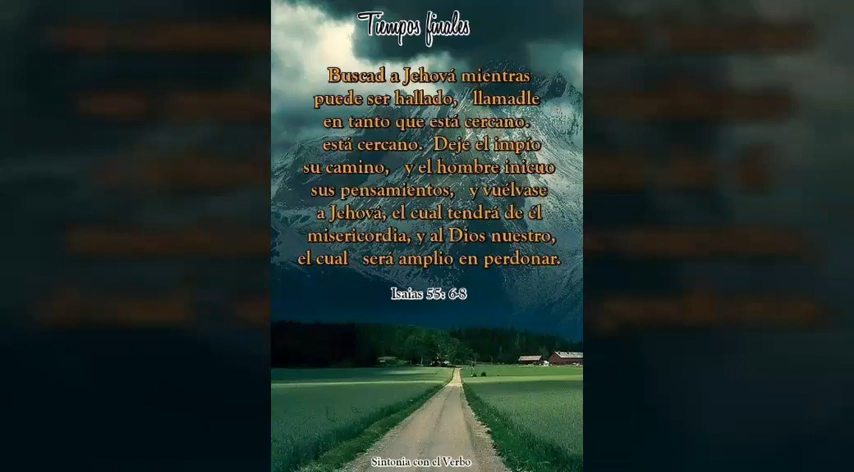 Tiempos finales
Buscad a Jehová mientras
puede ser hallado, llamadle
en tanto que está cercano.
está cercano. Deje el impío
su camino, y el hombre inicuo
sus pensamientos, y vuélvase
a Jehová, el cual tendrá de él
misericordia, y al Dios nuestro,
el cual será amplio en perdonar.
Isaias 55: 6-8
Sintonia con el Verbo